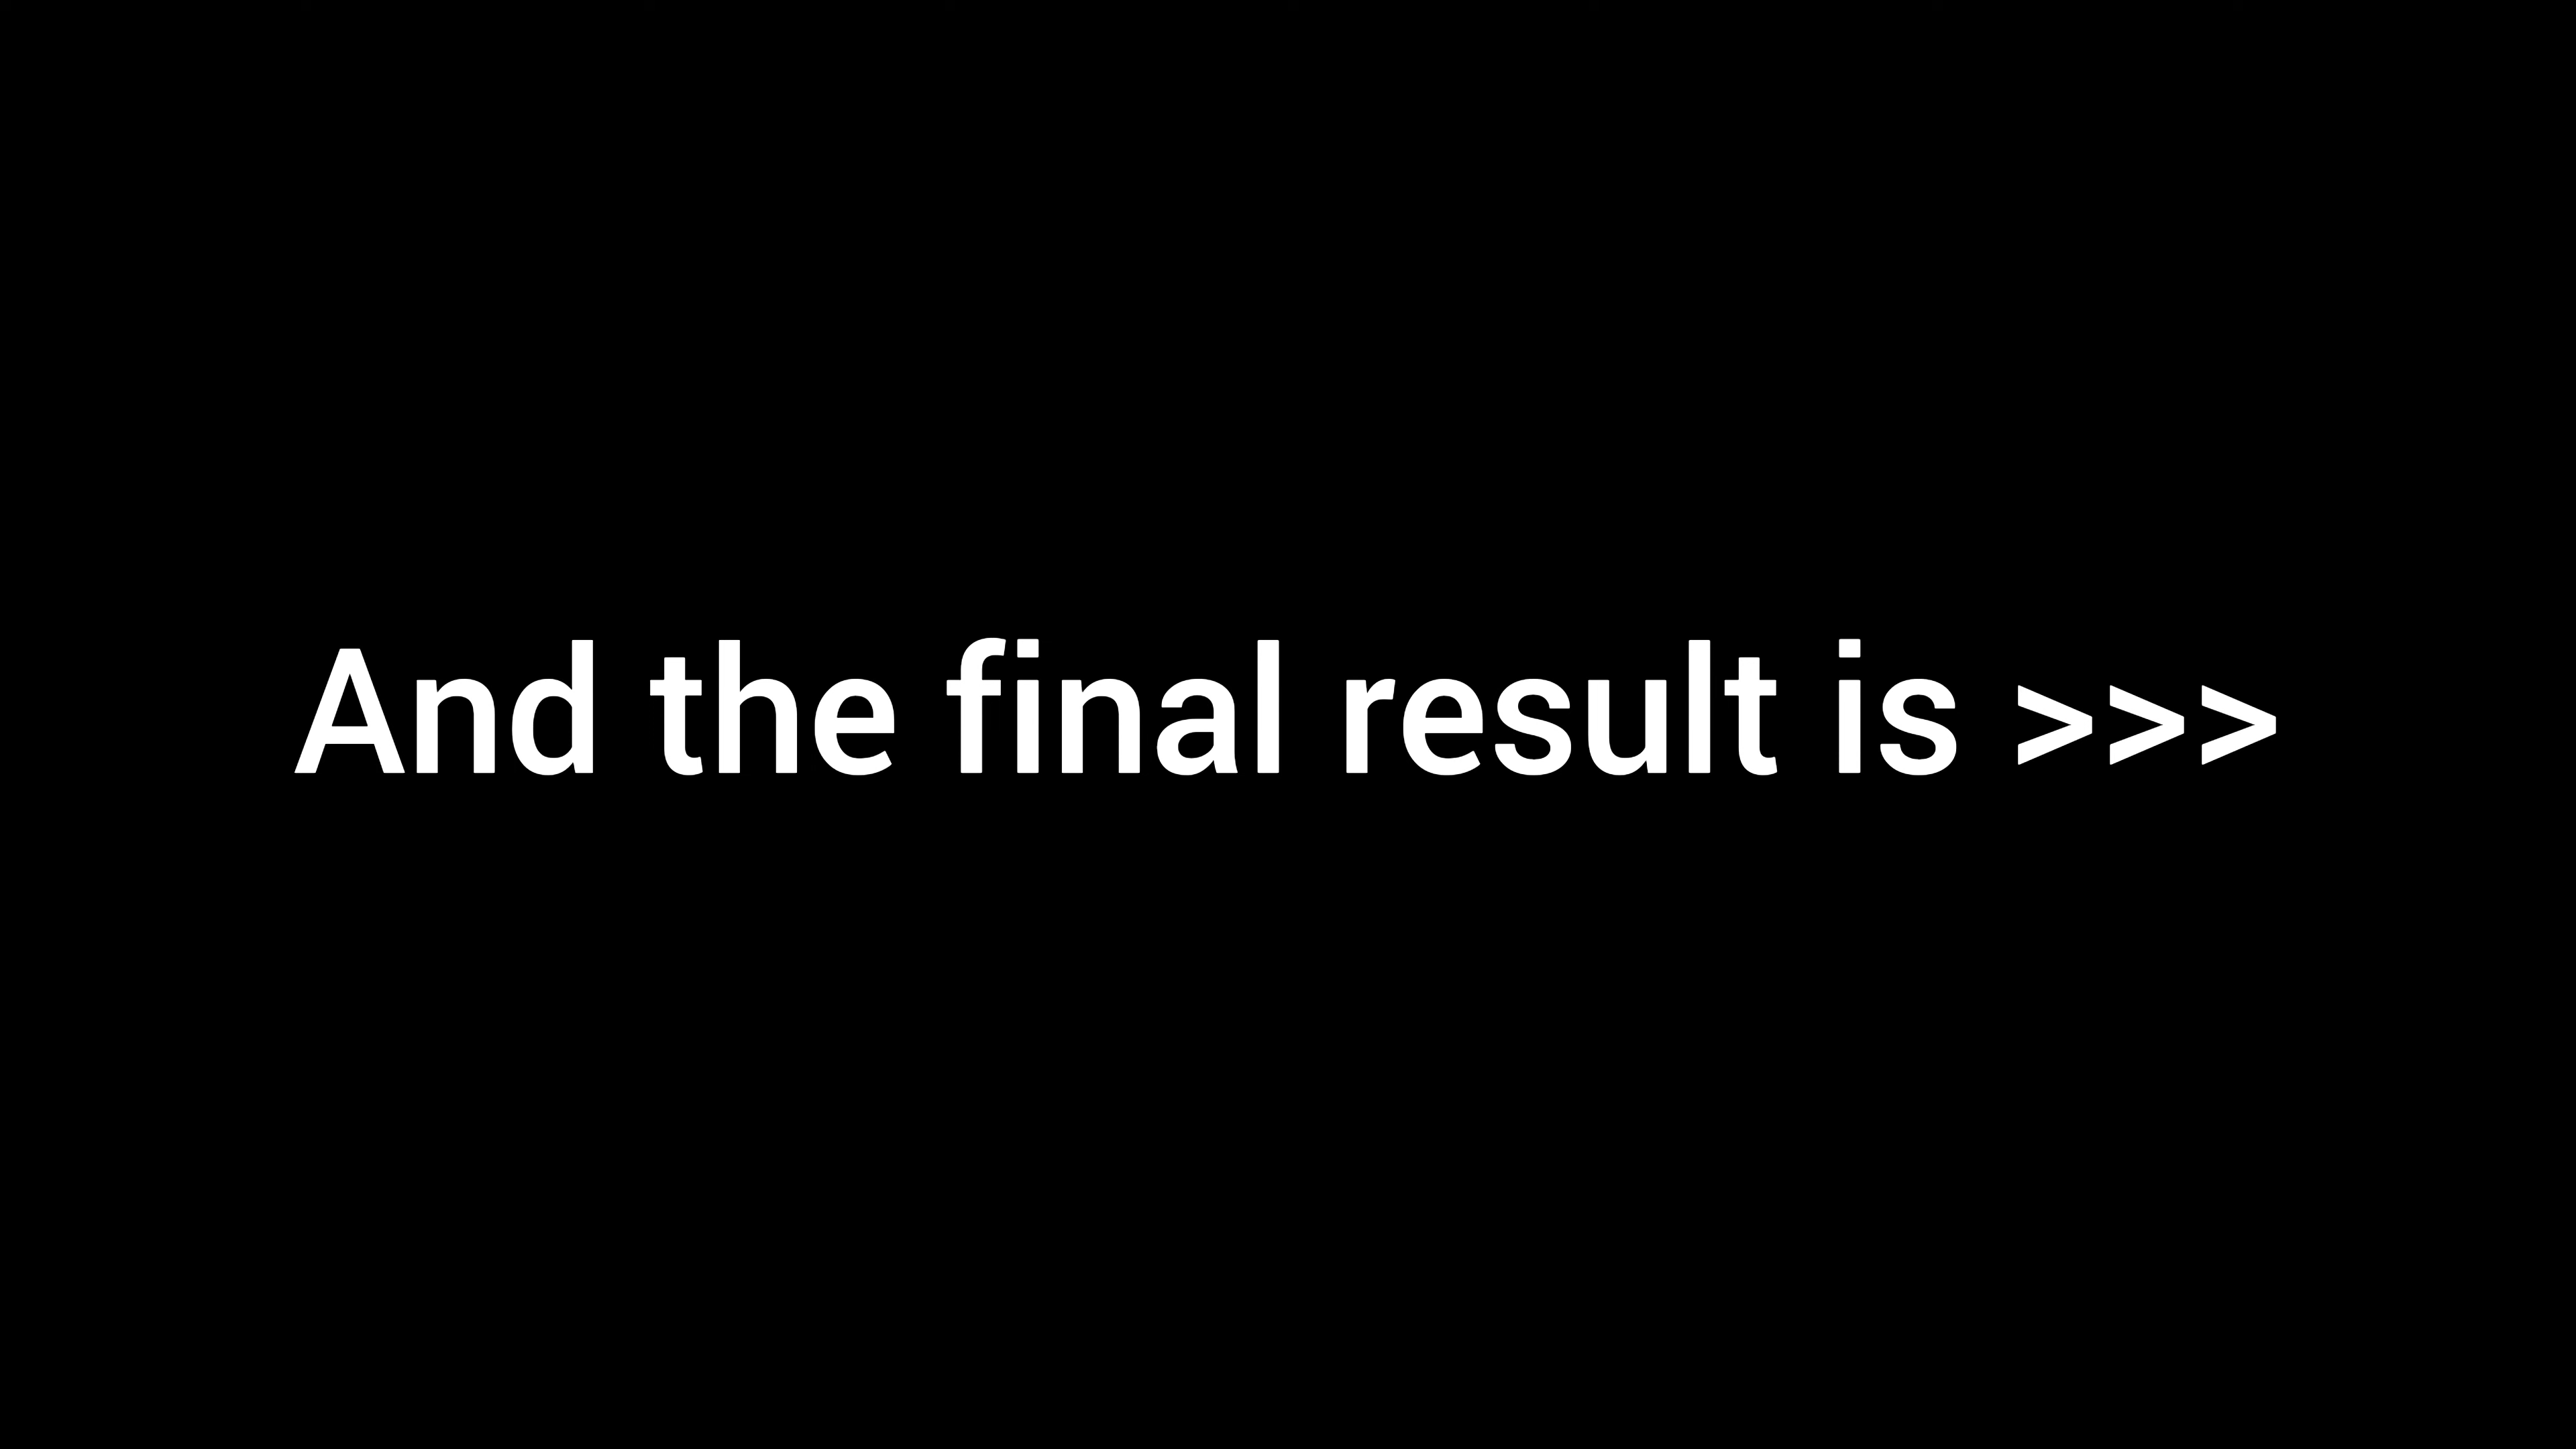 And the final result is >>>